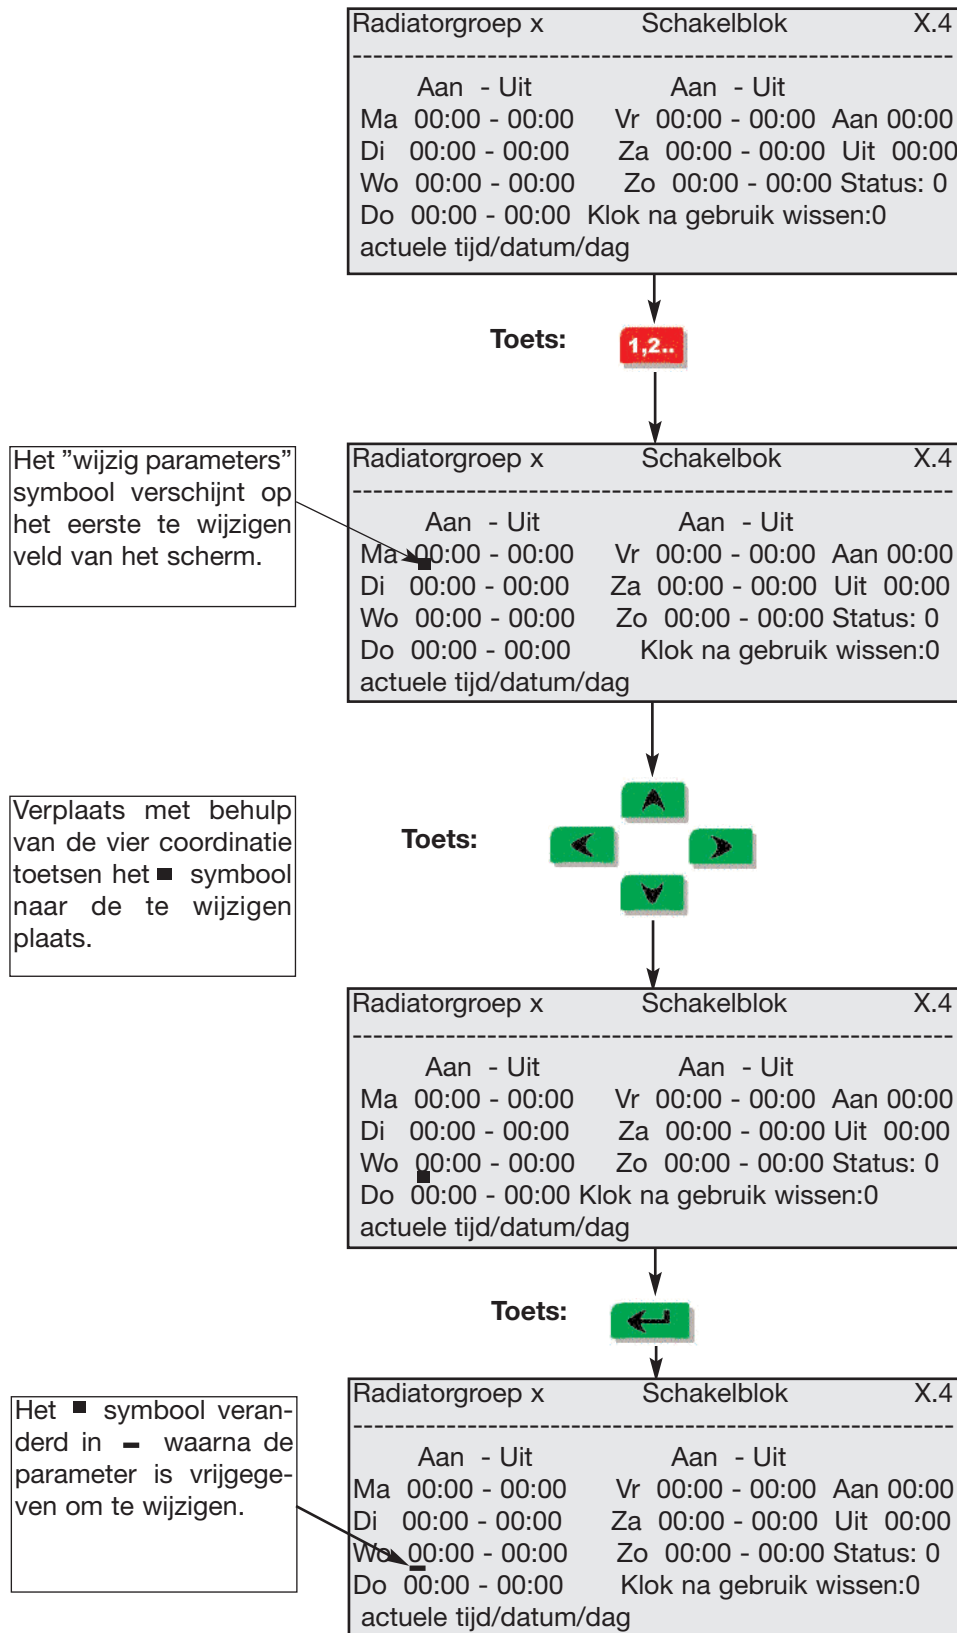 Radiatorgroep x Schakelblok X.4
Aan - Uit Aan - Uit
Ma 00:00 - 00:00 Vr 00:00 - 00:00 Aan 00:00
Di 00:00 - 00:00 Za 00:00 - 00:00 Uit 00:00
Wo 00:00 - 00:00 Zo 00:00 - 00:00 Status: 0
Do 00:00 - 00:00 Klok na gebruik wissen:0
actuele tijd/datum/dag
Toets: 1,2..
Het ”wijzig parameters”
symbool verschijnt op
het eerste te wijzigen
veld van het scherm.
Radiatorgroep x Schakelbok X.4
Aan - Uit Aan - Uit
Ma 00:00 - 00:00 Vr 00:00 - 00:00 Aan 00:00
Di 00:00 - 00:00 Za 00:00 - 00:00 Uit 00:00
Wo 00:00 - 00:00 Zo 00:00 - 00:00 Status: 0
Do 00:00 - 00:00 Klok na gebruik wissen:0
actuele tijd/datum/dag
Verplaats met behulp
van de vier coordinatie
toetsen het ■ symbool
naar de te wijzigen
plaats.
Toets:
Radiatorgroep x Schakelblok X.4
Aan - Uit Aan - Uit
Ma 00:00 - 00:00 Vr 00:00 - 00:00 Aan 00:00
Di 00:00 - 00:00 Za 00:00 - 00:00 Uit 00:00
Wo 00:00 - 00:00 Zo 00:00 - 00:00 Status: 0
Do 00:00 - 00:00 Klok na gebruik wissen:0
actuele tijd/datum/dag
Toets:
Het ■ symbool veran-
derd in – waarna de
parameter is vrijgege-
ven om te wijzigen.
Radiatorgroep x Schakelblok X.4
Aan - Uit Aan - Uit
Ma 00:00 - 00:00 Vr 00:00 - 00:00 Aan 00:00
Di 00:00 - 00:00 Za 00:00 - 00:00 Uit 00:00
Wo 00:00 - 00:00 Zo 00:00 - 00:00 Status: 0
Do 00:00 - 00:00 Klok na gebruik wissen:0
actuele tijd/datum/dag